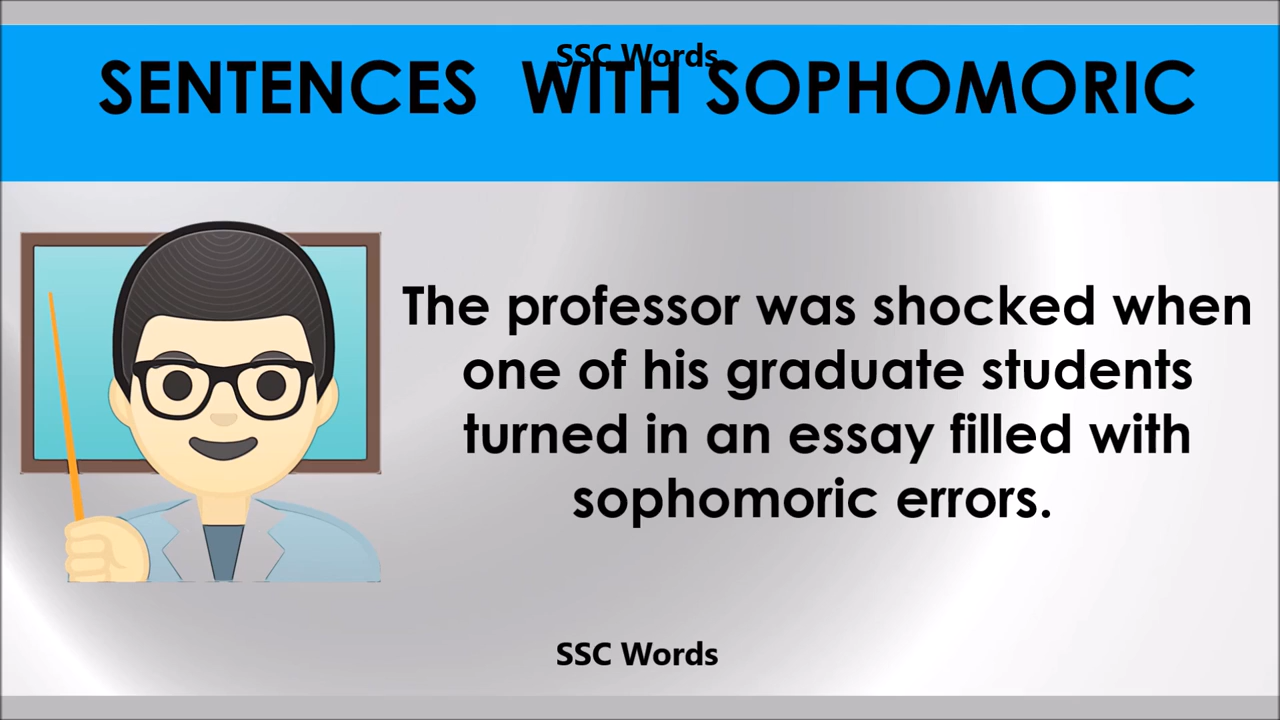 SSC Words
SENTENCES WITH SOPHOMORIC
The professor was shocked when
one of his graduate students
turned in an essay filled with
sophomoric errors.
SSC Words